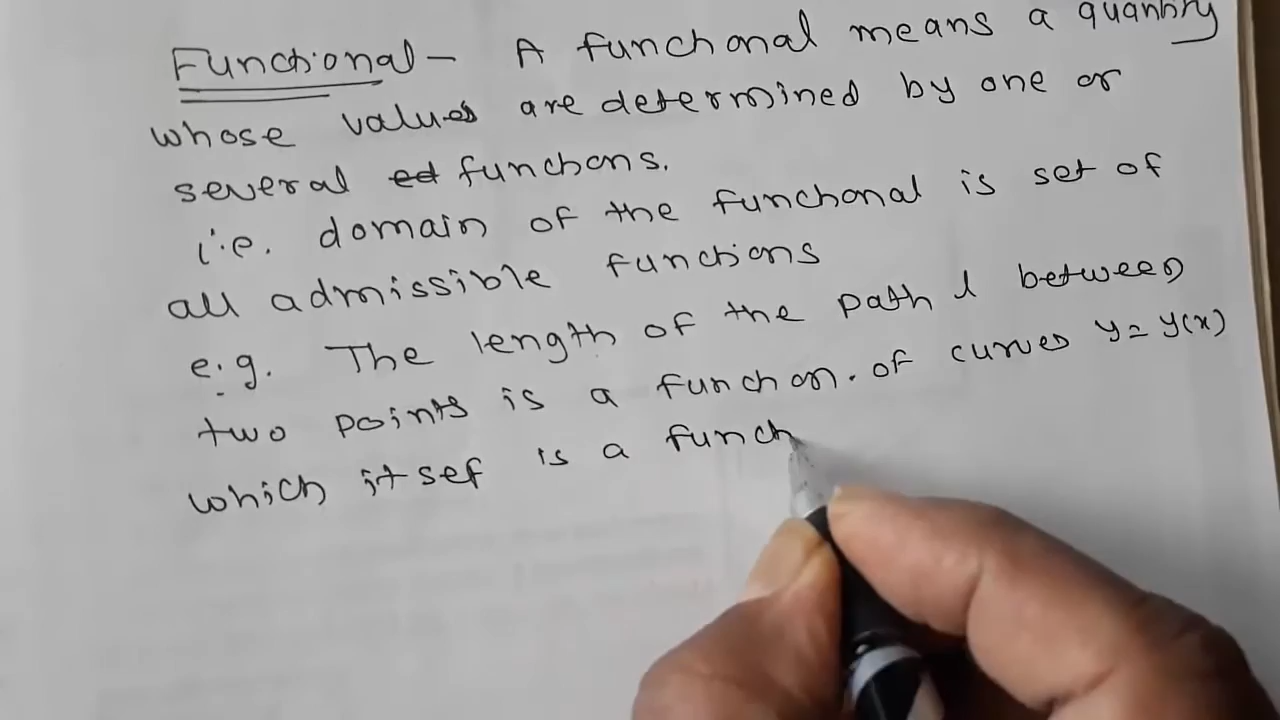 Functional - A functional means a quantity
whose values are determined by one or
several functions.
i.e. domain of the functional is set of
all admissible functions
e.g. The length of the path l between
two points is a function. of curves y = y(x)
which itsef is a funct